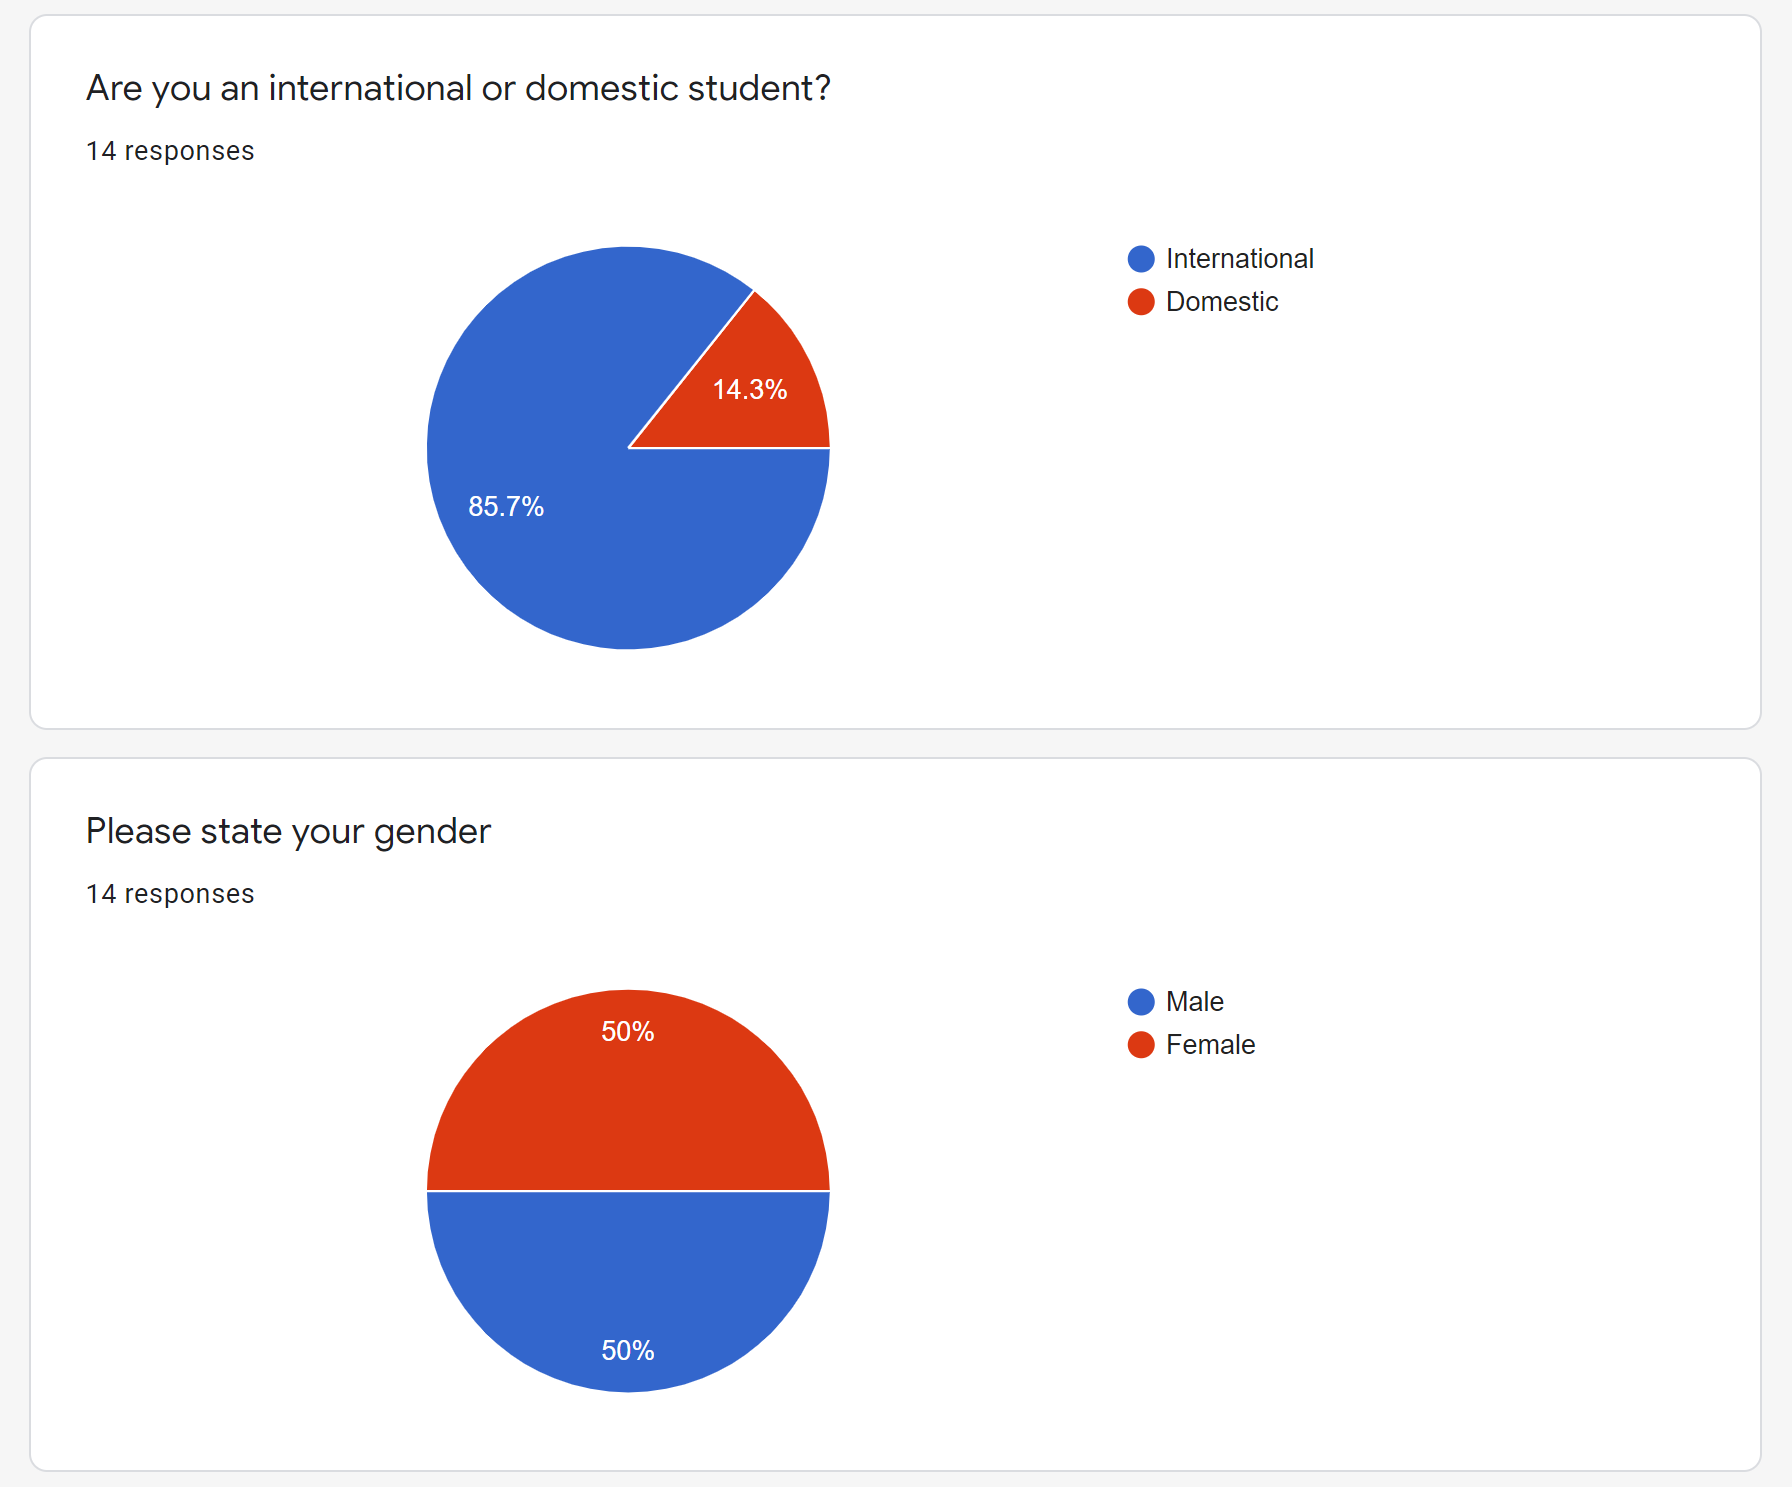 Are you an international or domestic student?
14 responses
International
Domestic
14.3%
85.7%
Please state your gender
14 responses
Male
Female
50%
50%